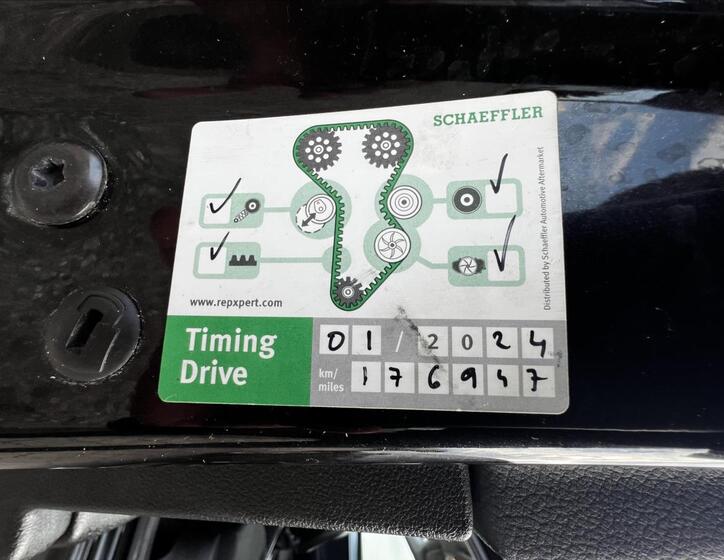 SCHAEFFLER
Distributed by Schaeffler Automotive Aftermarket
www.repxpert.com
Timing
Drive
01/2024
km/
miles
176947